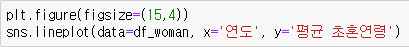 plt.figure(figsize=(15,4))
sns.lineplot(data=df_woman, x='연도', y='평균 초혼연령')